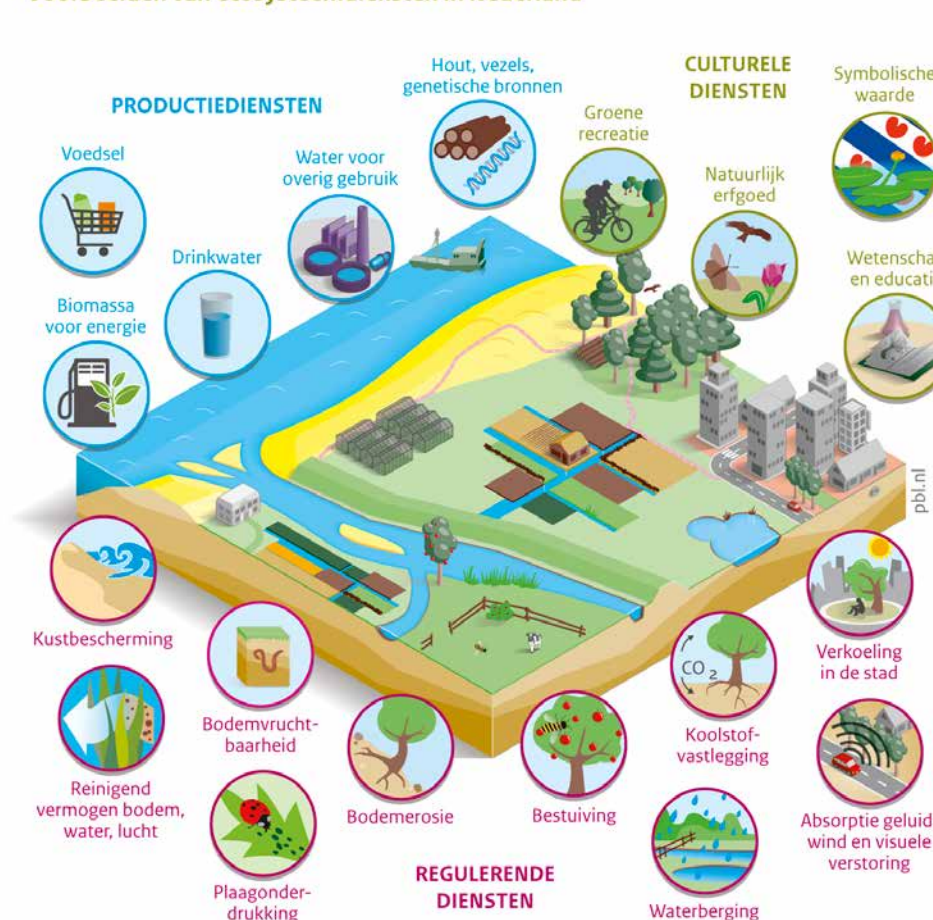 PRODUCTIEDIENSTEN
Voedsel
Biomassa
voor energie
Drinkwater
Water voor
overig gebruik
Hout, vezels,
genetische bronnen
CULTURELE
DIENSTEN
Groene
recreatie
Natuurlijk
erfgoed
Symbolische
waarde
en
pbl.nl
Kustbescherming
Reinigend
vermogen bodem,
water, lucht
Bodemvrucht-
baarheid
Plaagonder-
drukking
Bodemerosie
Bestuiving
CO2
Koolstof-
vastlegging
Waterberging
Verkoeling
in de stad
Absorptie geluid
wind en visuele
verstoring
REGULERENDE
DIENSTEN